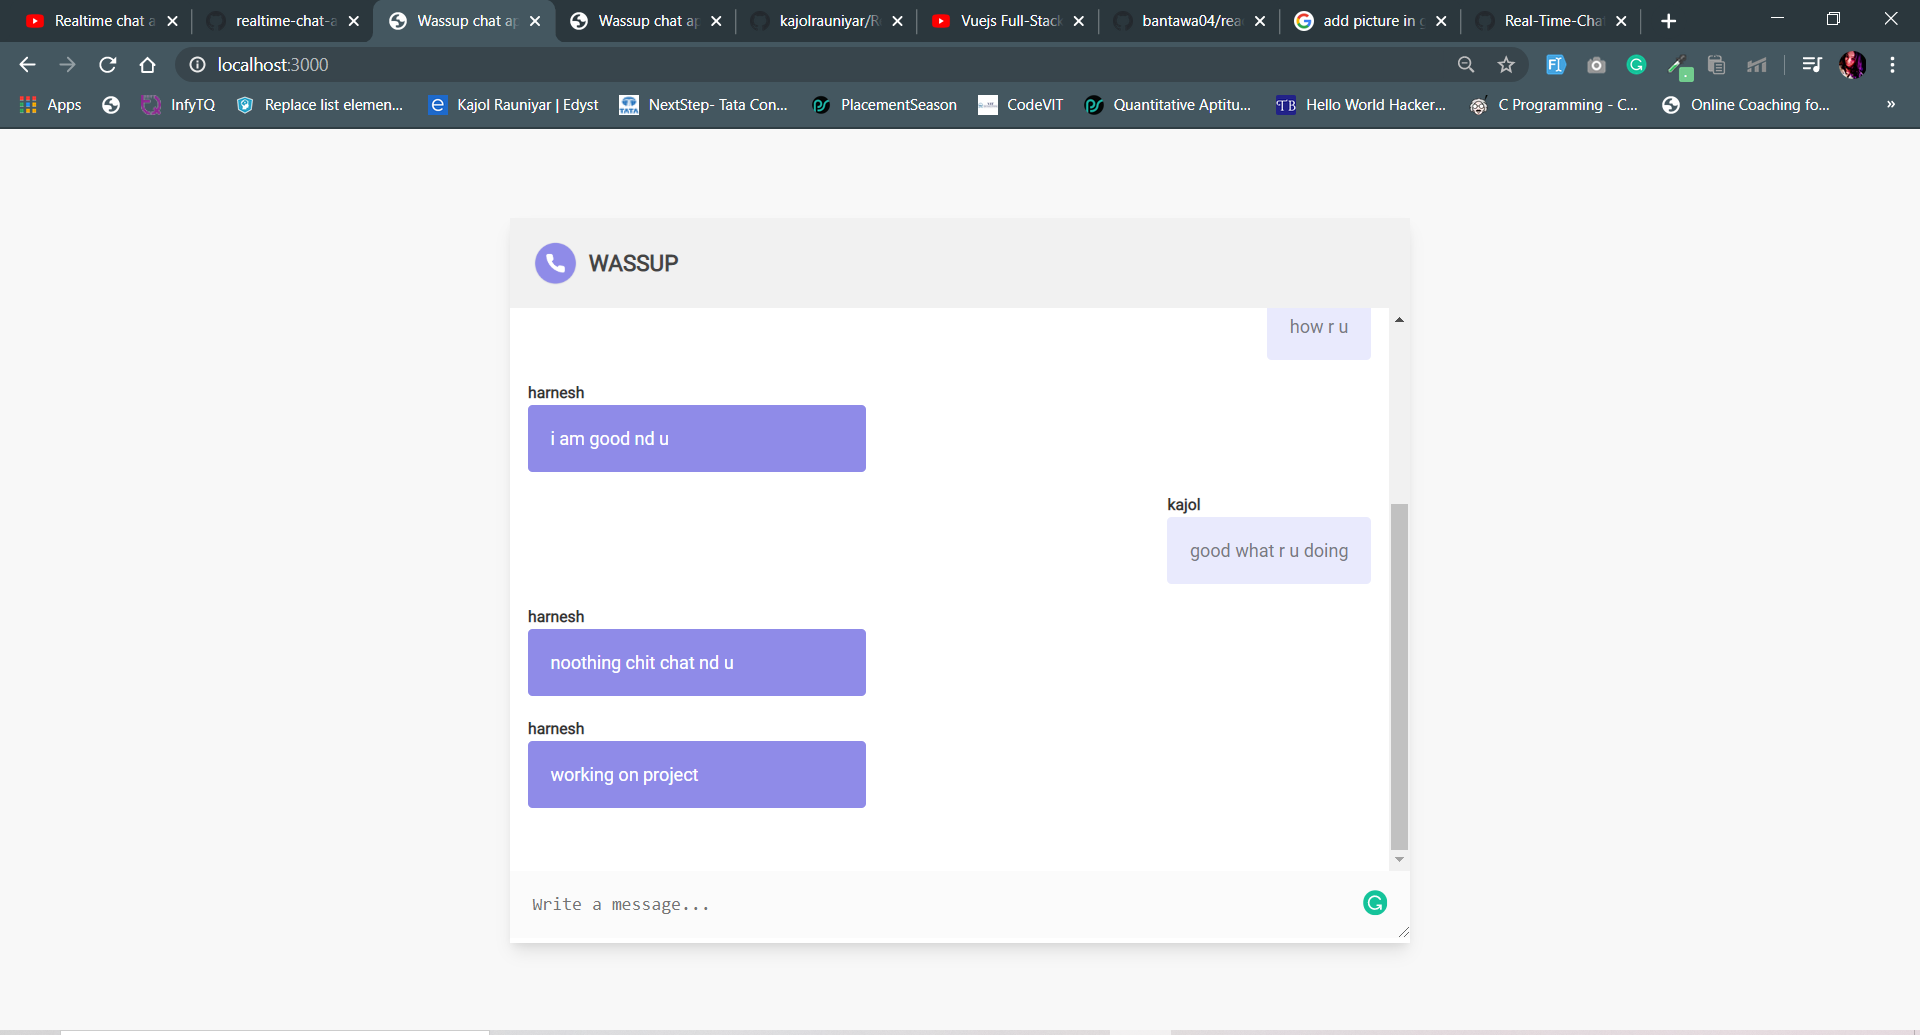 Realtime chat a
realtime-chat-a
Wassup chat ap
Wassup chat ap
kajolrauniyar/R
Vuejs Full-Stack
bantawa04/rea
add picture in g
Real-Time-Cha
localhost:3000
Apps
InfyTQ
Replace list elemen...
Kajol Rauniyar | Edyst
NextStep- Tata Con...
PlacementSeason
CodeVIT
Quantitative Aptitu...
Hello World Hacker...
C Programming - C...
Online Coaching fo...
»
WASSUP
how r u
harnesh
i am good nd u
kajol
good what r u doing
harnesh
noothing chit chat nd u
harnesh
working on project
Write a message...